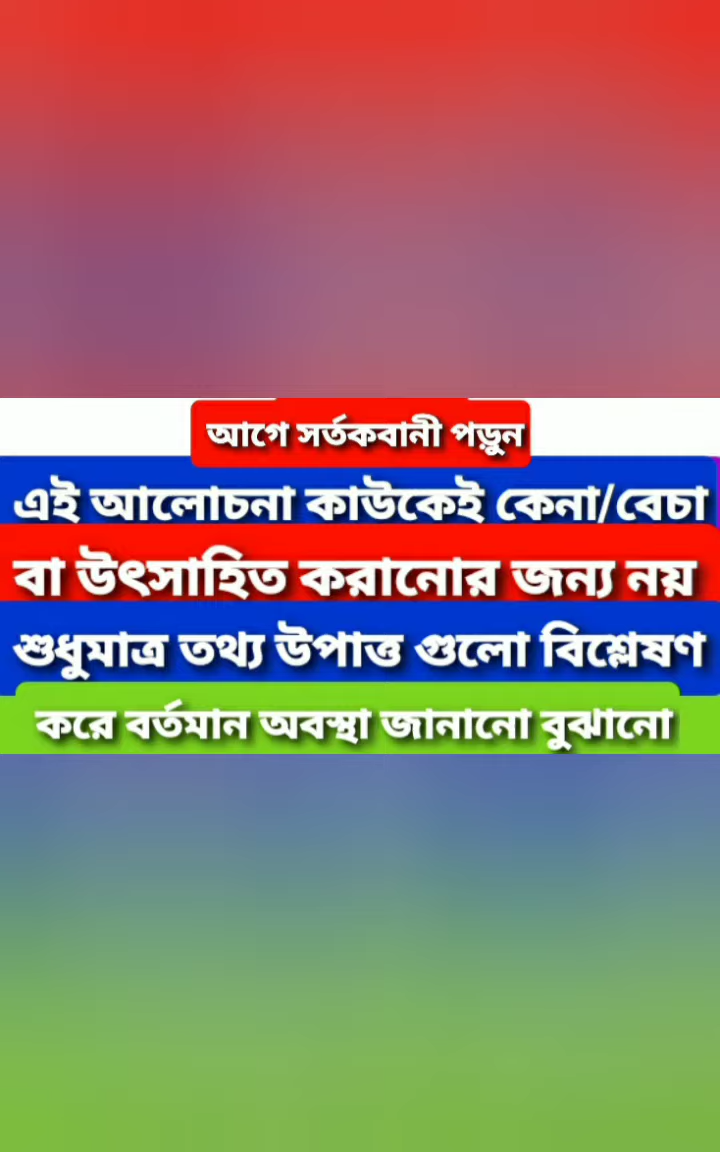 আগে সর্তকবানী পড়ুন
এই আলোচনা কাউকেই কেনা/বেচা
বা উৎসাহিত করানোর জন্য নয়
শুধুমাত্র তথ্য উপাত্ত গুলো বিশ্লেষণ
করে বর্তমান অবস্থা জানানো বুঝানো